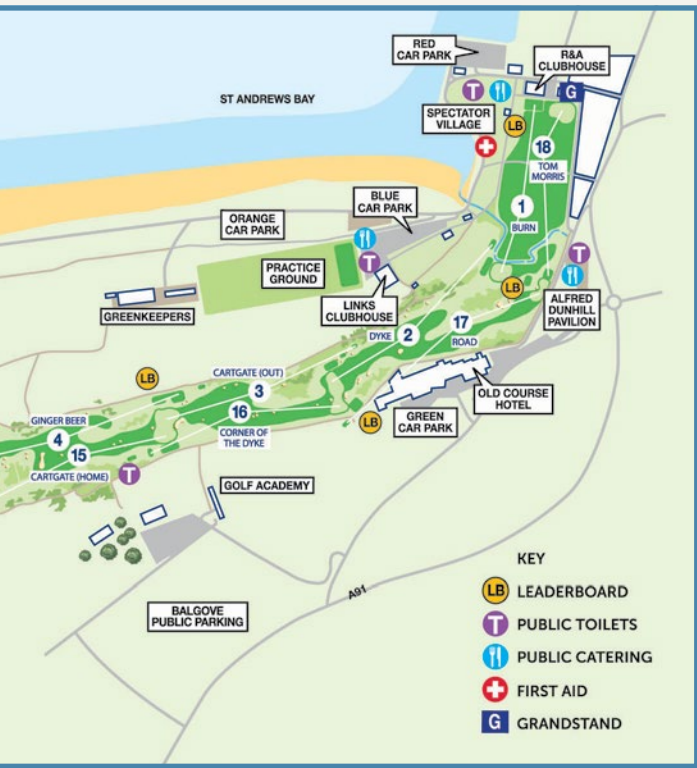 RED
CAR PARK
R&A
CLUBHOUSE
ST ANDREWS BAY
T
G
SPECTATOR
VILLAGE
LB
18
TOM
MORRIS
BLUE
CAR PARK
1
BURN
ORANGE
CAR PARK
PRACTICE
GROUND
T
T
LINKS
CLUBHOUSE
LB
ALFRED
DUNHILL
PAVILION
GREENKEEPERS
DYKE
2
17
ROAD
LB
CARTGATE (OUT)
3
16
CORNER OF
THE DYKE
LB
GREEN
CAR PARK
OLD COURSE
HOTEL
GINGER BEER
4
15
CARTGATE (HOME)
T
GOLF ACADEMY
BALGOVE
PUBLIC PARKING
A91
KEY
LB LEADERBOARD
T PUBLIC TOILETS
PUBLIC CATERING
FIRST AID
G GRANDSTAND